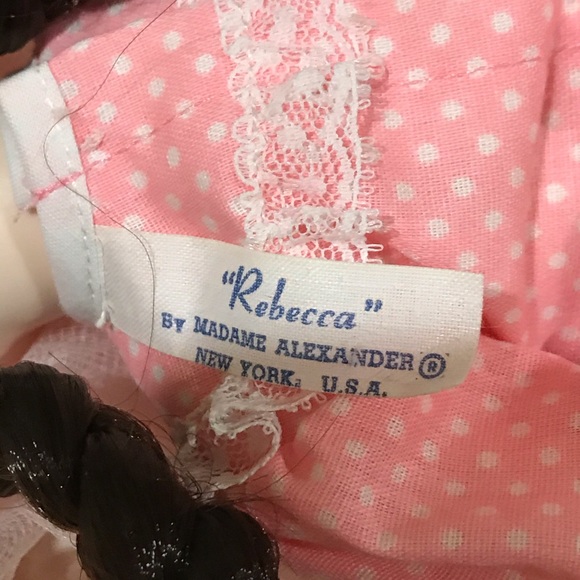 "Rebecca"
By MADAME ALEXANDER®
NEW YORK, U.S.A.